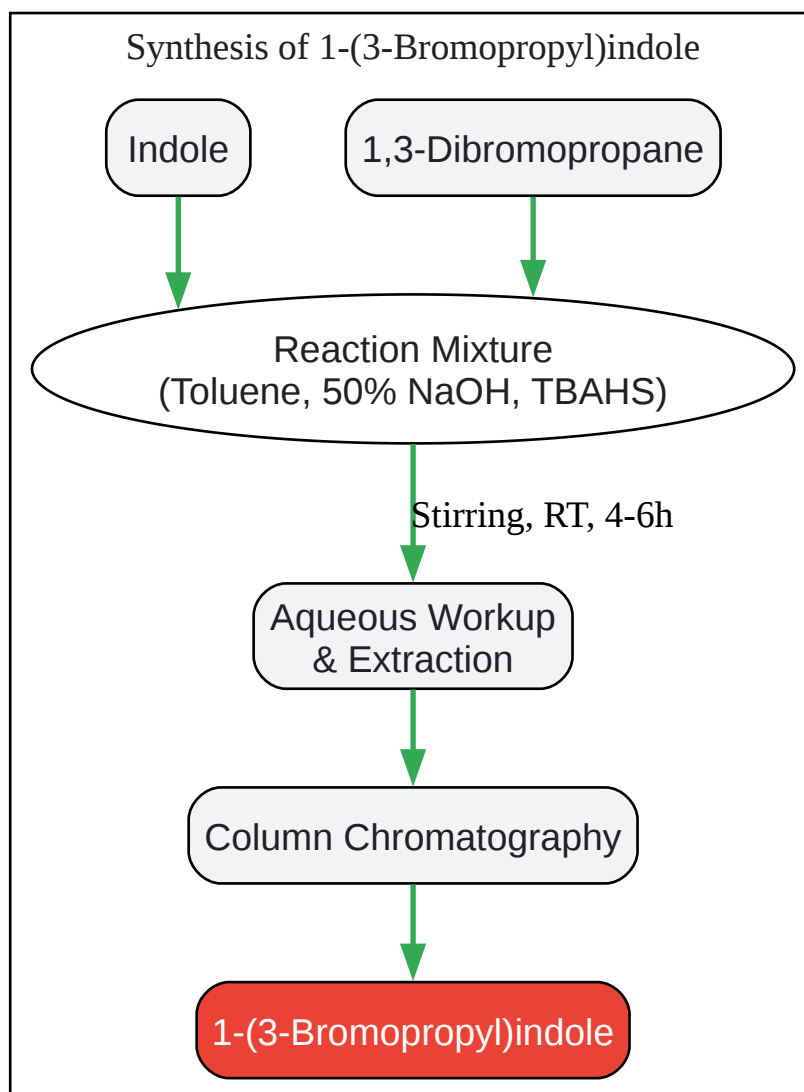 Synthesis of 1-(3-Bromopropyl)indole
Indole
1,3-Dibromopropane
Reaction Mixture
(Toluene, 50% NaOH, TBAHS)
Stirring, RT, 4-6h
Aqueous Workup
& Extraction
Column Chromatography
1-(3-Bromopropyl)indole